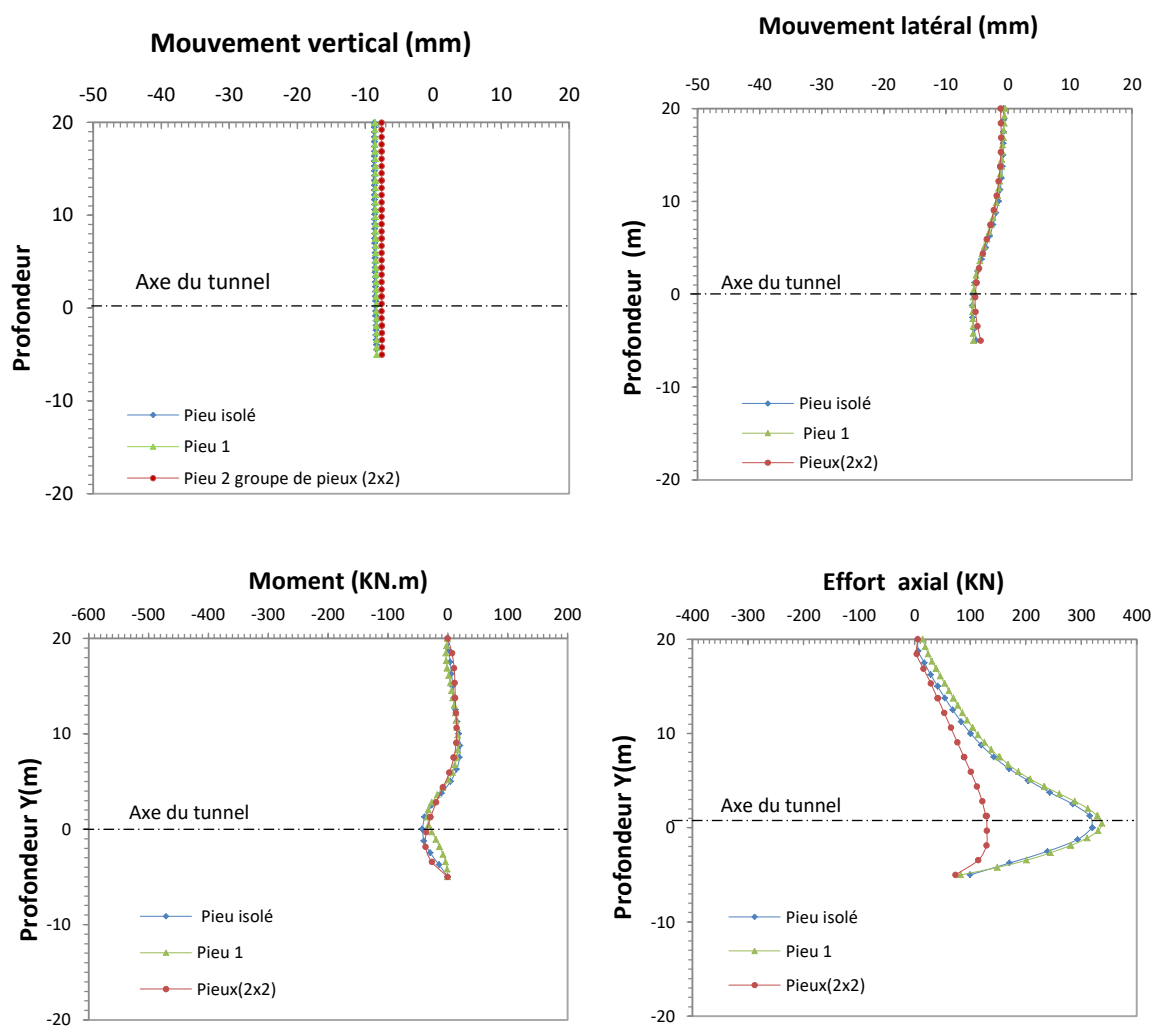 Mouvement vertical (mm)
-50 -40 -30 -20 -10 0 10 20
20
10
0
-10
-20
Profondeur
Axe du tunnel
Pieu isolé
Pieu 1
Pieu 2 groupe de pieux (2x2)
Mouvement latéral (mm)
-50 -40 -30 -20 -10 0 10 20
20
10
0
-10
-20
Profondeur (m)
Axe du tunnel
Pieu isolé
Pieu 1
Pieux(2x2)
Moment (KN.m)
-600 -500 -400 -300 -200 -100 0 100 200
20
10
0
-10
-20
Profondeur Y(m)
Axe du tunnel
Pieu isolé
Pieu 1
Pieux(2x2)
Effort axial (KN)
-400 -300 -200 -100 0 100 200 300 400
20
10
0
-10
-20
Profondeur Y(m)
Axe du tunnel
Pieu isolé
Pieu 1
Pieux(2x2)